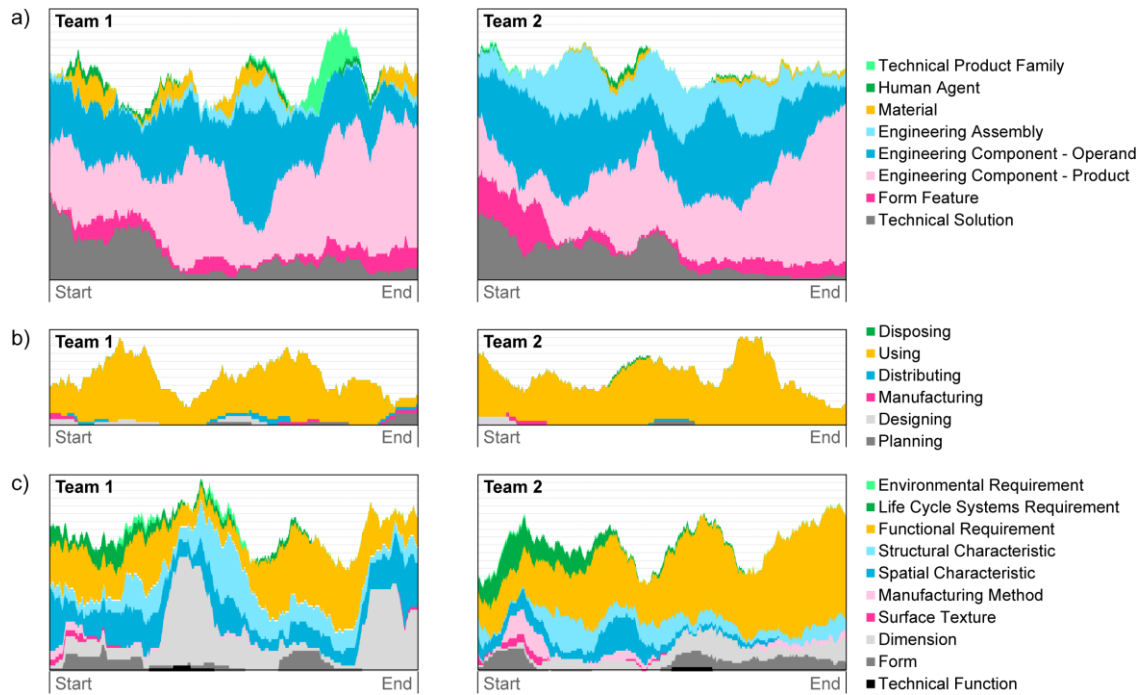 a)
Team 1
Team 2
Technical Product Family
Human Agent
Material
Engineering Assembly
Engineering Component - Operand
Engineering Component - Product
Form Feature
Technical Solution
Start
End
Start
End
b)
Team 1
Team 2
Disposing
Using
Distributing
Manufacturing
Designing
Planning
Start
End
Start
End
c)
Team 1
Team 2
Environmental Requirement
Life Cycle Systems Requirement
Functional Requirement
Structural Characteristic
Spatial Characteristic
Manufacturing Method
Surface Texture
Dimension
Form
Technical Function
Start
End
Start
End